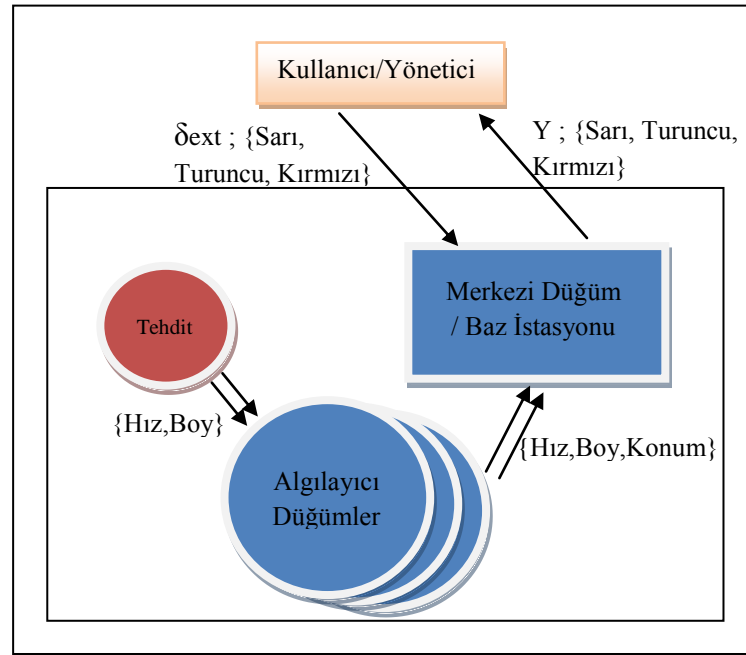 Kullanıcı/Yönetici
δext ; {Sarı,
Turuncu, Kırmızı}
Y ; {Sarı, Turuncu,
Kırmızı}
Tehdit
Merkezi Düğüm
/ Baz İstasyonu
{Hız,Boy}
{Hız,Boy,Konum}
Algılayıcı
Düğümler